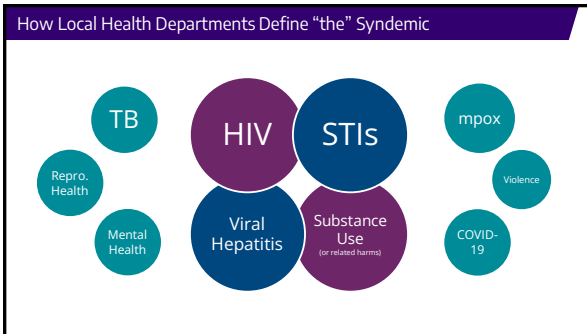 How Local Health Departments Define “the” Syndemic
TB
Repro.
Health
Mental
Health
HIV
STIs
Viral
Hepatitis
Substance
Use
(or related harms)
mpox
Violence
COVID-
19